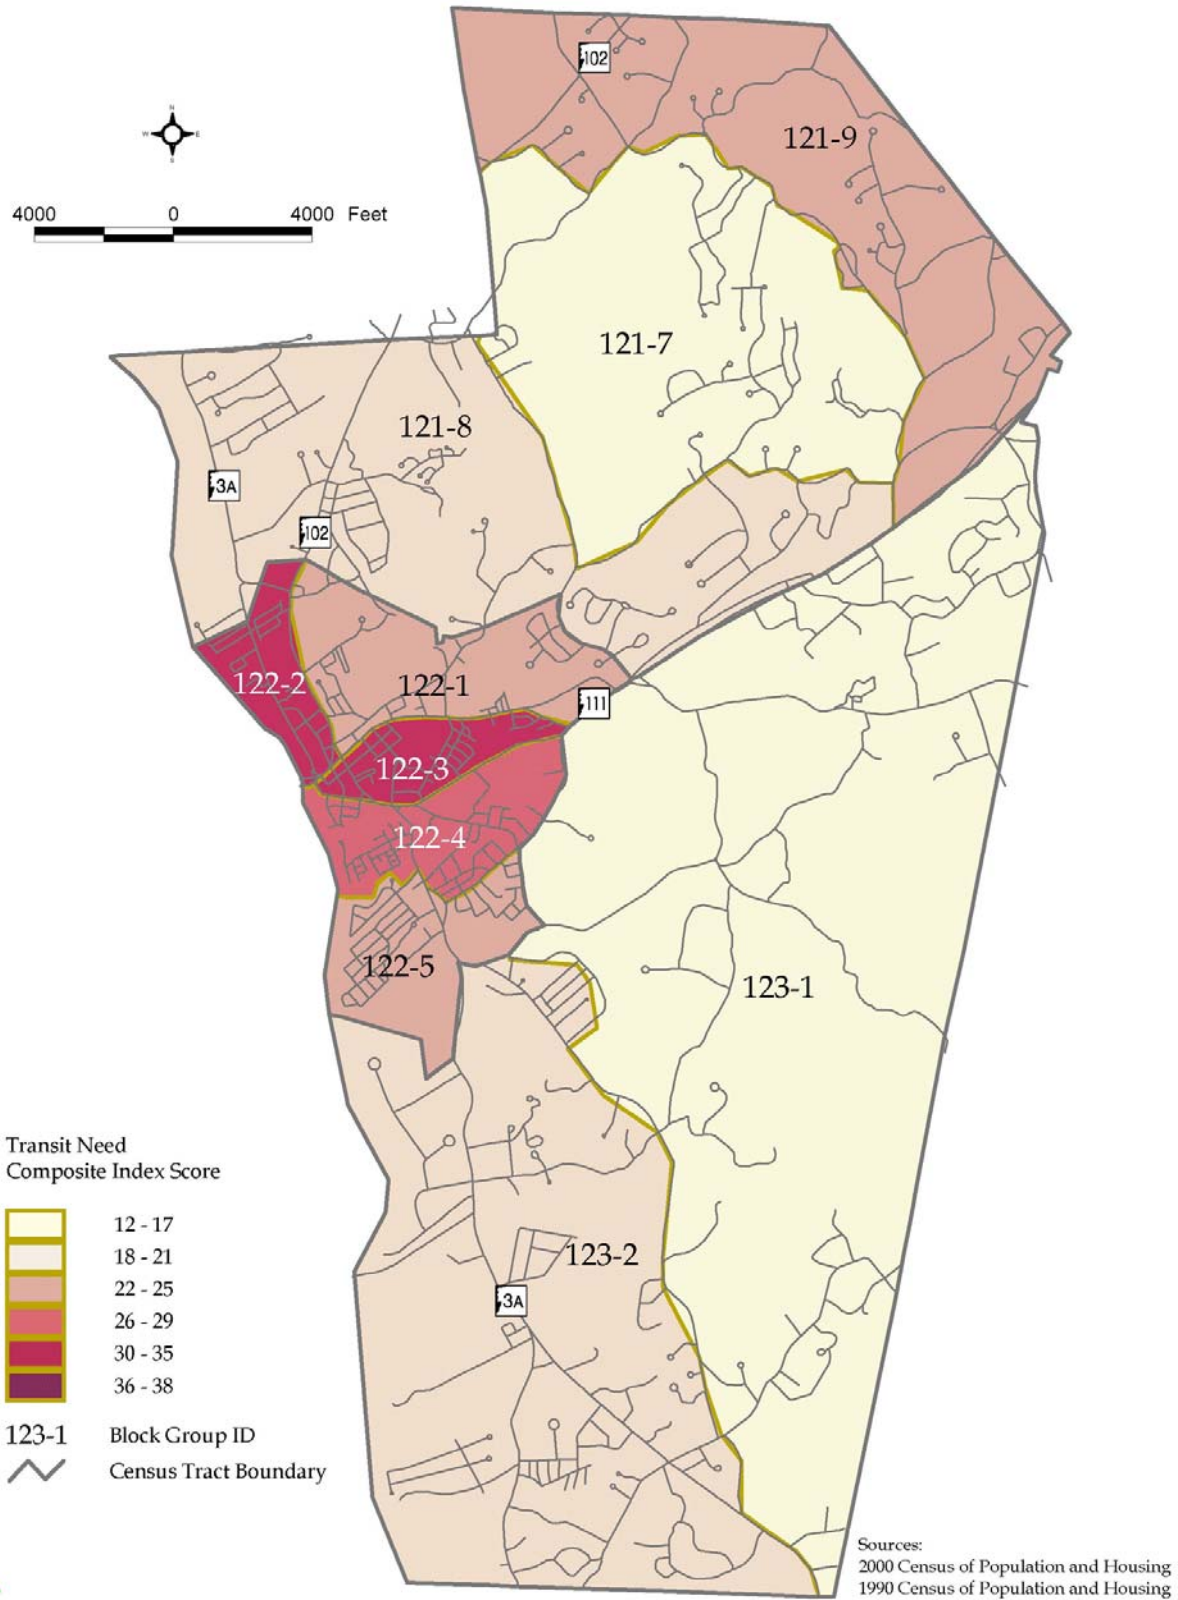 102
121-9
N
W E
S
4000 0 4000 Feet
121-7
121-8
3A
102
122-2
122-1
111
122-3
122-4
122-5
123-1
Transit Need
Composite Index Score
12 - 17
18 - 21
22 - 25
26 - 29
30 - 35
36 - 38
123-2
3A
123-1 Block Group ID
Census Tract Boundary
Sources:
2000 Census of Population and Housing
1990 Census of Population and Housing